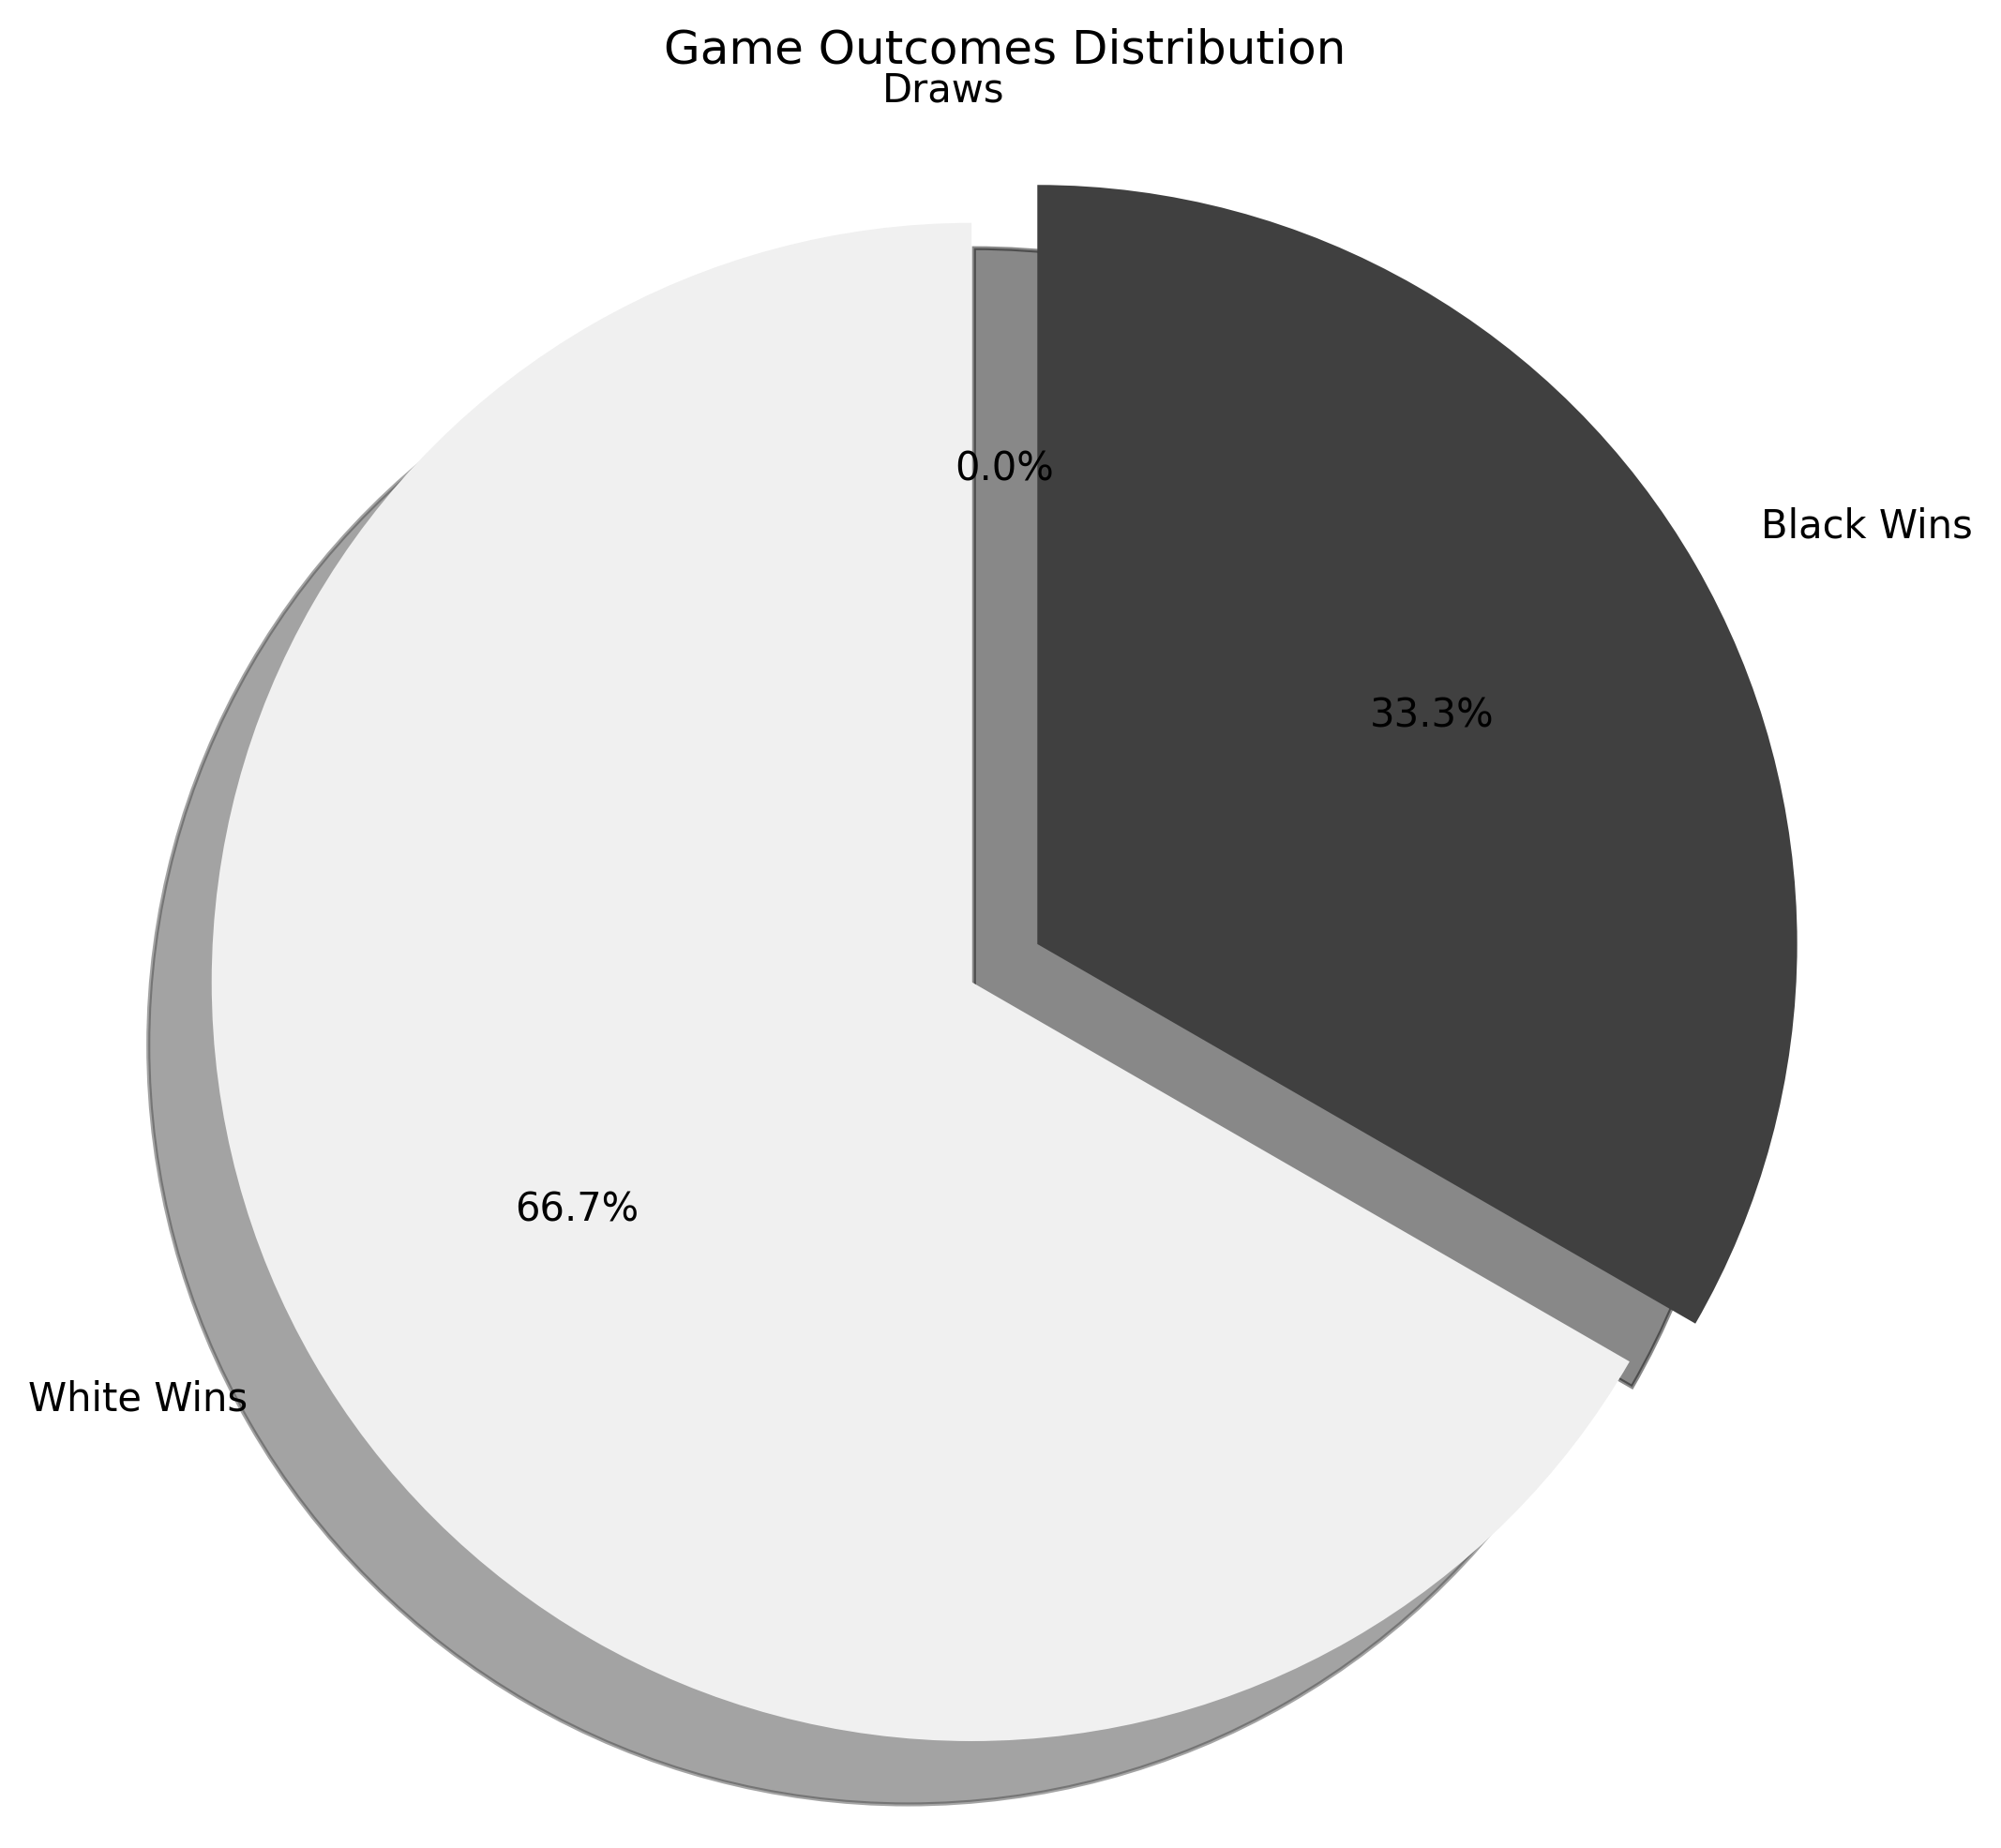 Game Outcomes Distribution
Draws
0.0%
Black Wins
33.3%
66.7%
White Wins